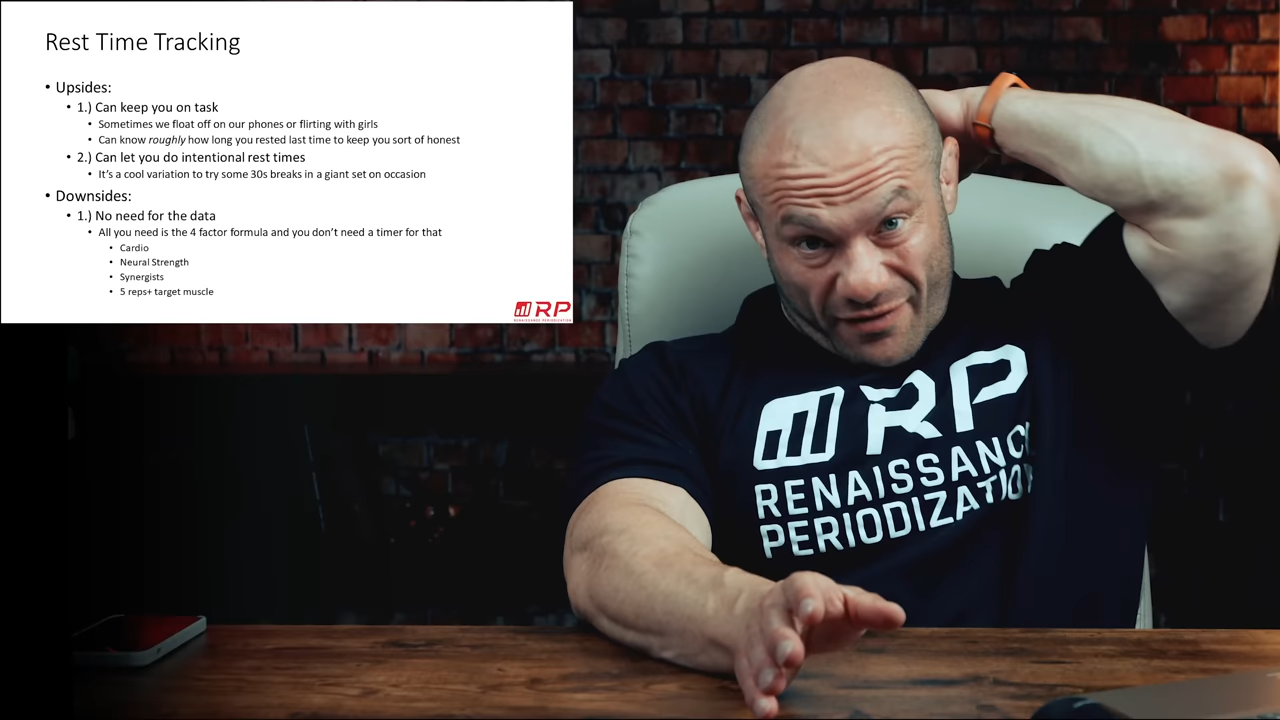 Rest Time Tracking
• Upsides:
• 1.) Can keep you on task
• Sometimes we float off on our phones or flirting with girls
• Can know roughly how long you rested last time to keep you sort of honest
• 2.) Can let you do intentional rest times
• It's a cool variation to try some 30s breaks in a giant set on occasion
• Downsides:
• 1.) No need for the data
• All you need is the 4 factor formula and you don't need a timer for that
• Cardio
• Neural Strength
• Synergists
• 5 reps+ target muscle
RP
RENAISSANCE PERIODIZATION
RP
RENAISSANC
PERIODIZATIO